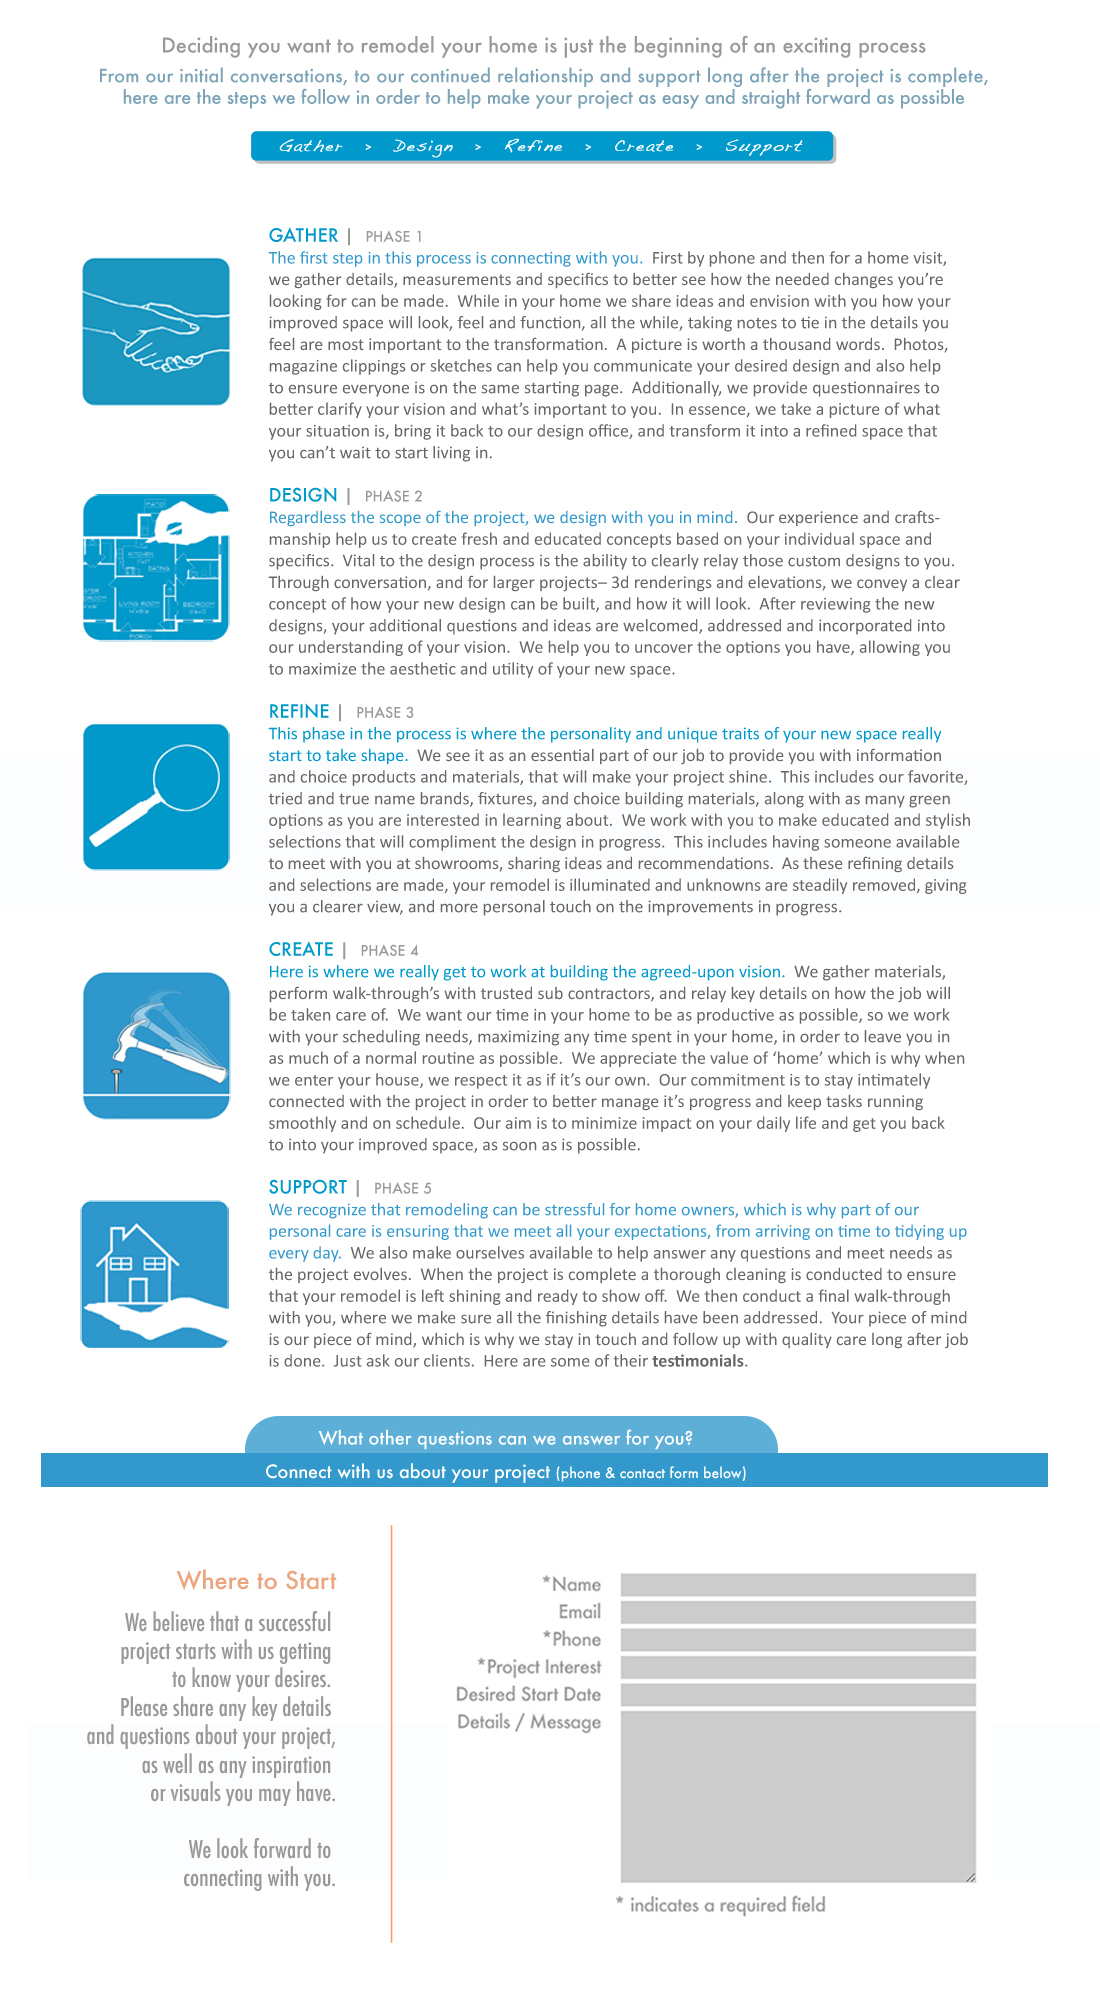 Deciding you want to remodel your home is just the beginning of an exciting process
From our initial conversations, to our continued relationship and support long after the project is complete,
here are the steps we follow in order to help make your project as easy and straight forward as possible
Gather > Design > Refine > Create > Support
GATHER | PHASE 1
The first step in this process is connecting with you. First by phone and then for a home visit,
we gather details, measurements and specifics to better see how the needed changes you're
looking for can be made. While in your home we share ideas and envision with you how your
improved space will look, feel and function, all the while, taking notes to tie in the details you
feel are most important to the transformation. A picture is worth a thousand words. Photos,
magazine clippings or sketches can help you communicate your desired design and also help
to ensure everyone is on the same starting page. Additionally, we provide questionnaires to
better clarify your vision and what's important to you. In essence, we take a picture of what
your situation is, bring it back to our design office, and transform it into a refined space that
you can't wait to start living in.
DESIGN | PHASE 2
Regardless the scope of the project, we design with you in mind. Our experience and crafts-
manship help us to create fresh and educated concepts based on your individual space and
specifics. Vital to the design process is the ability to clearly relay those custom designs to you.
Through conversation, and for larger projects– 3d renderings and elevations, we convey a clear
concept of how your new design can be built, and how it will look. After reviewing the new
designs, your additional questions and ideas are welcomed, addressed and incorporated into
our understanding of your vision. We help you to uncover the options you have, allowing you
to maximize the aesthetic and utility of your new space.
PATIO
KITCHEN
EATING
LIVING ROOM
BEDROOM
PORCH
REFINE | PHASE 3
This phase in the process is where the personality and unique traits of your new space really
start to take shape. We see it as an essential part of our job to provide you with information
and choice products and materials, that will make your project shine. This includes our favorite,
tried and true name brands, fixtures, and choice building materials, along with as many green
options as you are interested in learning about. We work with you to make educated and stylish
selections that will compliment the design in progress. This includes having someone available
to meet with you at showrooms, sharing ideas and recommendations. As these refining details
and selections are made, your remodel is illuminated and unknowns are steadily removed, giving
you a clearer view, and more personal touch on the improvements in progress.
CREATE | PHASE 4
Here is where we really get to work at building the agreed-upon vision. We gather materials,
perform walk-through's with trusted sub contractors, and relay key details on how the job will
be taken care of. We want our time in your home to be as productive as possible, so we work
with your scheduling needs, maximizing any time spent in your home, in order to leave you in
as much of a normal routine as possible. We appreciate the value of 'home' which is why when
we enter your house, we respect it as if it's our own. Our commitment is to stay intimately
connected with the project in order to better manage it's progress and keep tasks running
smoothly and on schedule. Our aim is to minimize impact on your daily life and get you back
to into your improved space, as soon as is possible.
SUPPORT | PHASE 5
We recognize that remodeling can be stressful for home owners, which is why part of our
personal care is ensuring that we meet all your expectations, from arriving on time to tidying up
every day. We also make ourselves available to help answer any questions and meet needs as
the project evolves. When the project is complete a thorough cleaning is conducted to ensure
that your remodel is left shining and ready to show off. We then conduct a final walk-through
with you, where we make sure all the finishing details have been addressed. Your piece of mind
is our piece of mind, which is why we stay in touch and follow up with quality care long after job
is done. Just ask our clients. Here are some of their testimonials.
What other questions can we answer for you?
Connect with us about your project (phone & contact form below)
Where to Start
We believe that a successful
project starts with us getting
to know your desires.
Please share any key details
and questions about your project,
as well as any inspiration
or visuals you may have.
We look forward to
connecting with you.
*Name
Email
*Phone
*Project Interest
Desired Start Date
Details / Message
* indicates a required field